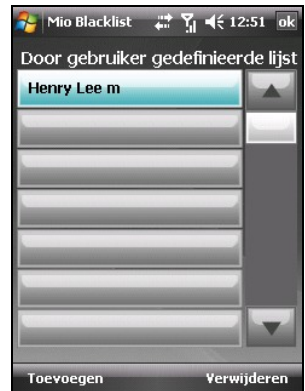 Mio Blacklist 12:51 ok
Door gebruiker gedefinieerde lijst
Henry Lee m
Toevoegen Verwijderen